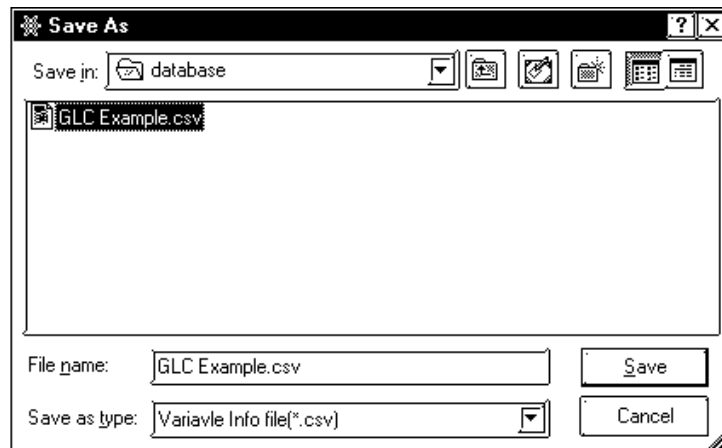 Save As
Save in: database
GLC Example.csv
File name: GLC Example.csv
Save
Save as type: Variavle Info file(*.csv)
Cancel